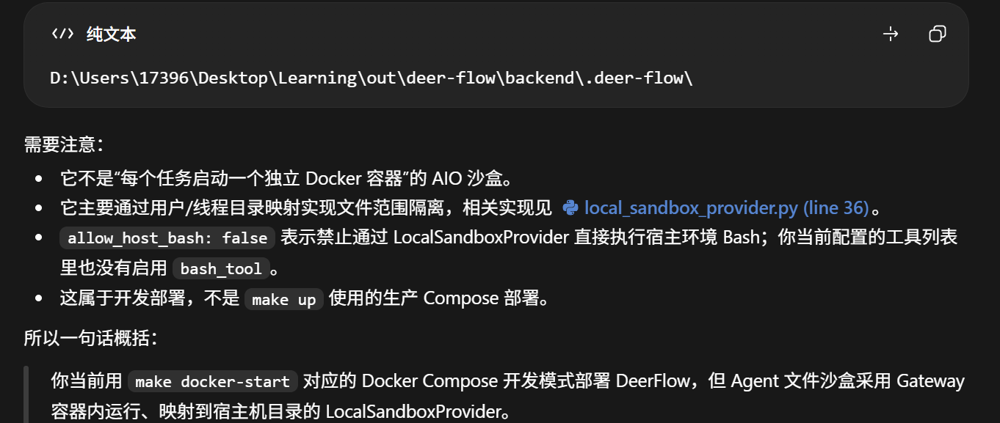 纯文本
D:\Users\17396\Desktop\Learning\out\deer-flow\backend\.deer-flow\
需要注意：
它不是“每个任务启动一个独立 Docker 容器”的 AIO 沙盒。
它主要通过用户/线程目录映射实现文件范围隔离，相关实现见 local_sandbox_provider.py (line 36)。
allow_host_bash: false 表示禁止通过 LocalSandboxProvider 直接执行宿主环境 Bash；你当前配置的工具列表
里也没有启用 bash_tool。
这属于开发部署，不是 make up 使用的生产 Compose 部署。
所以一句话概括：
你当前用 make docker-start 对应的 Docker Compose 开发模式部署 DeerFlow，但 Agent 文件沙盒采用 Gateway
容器内运行、映射到宿主机目录的 LocalSandboxProvider。